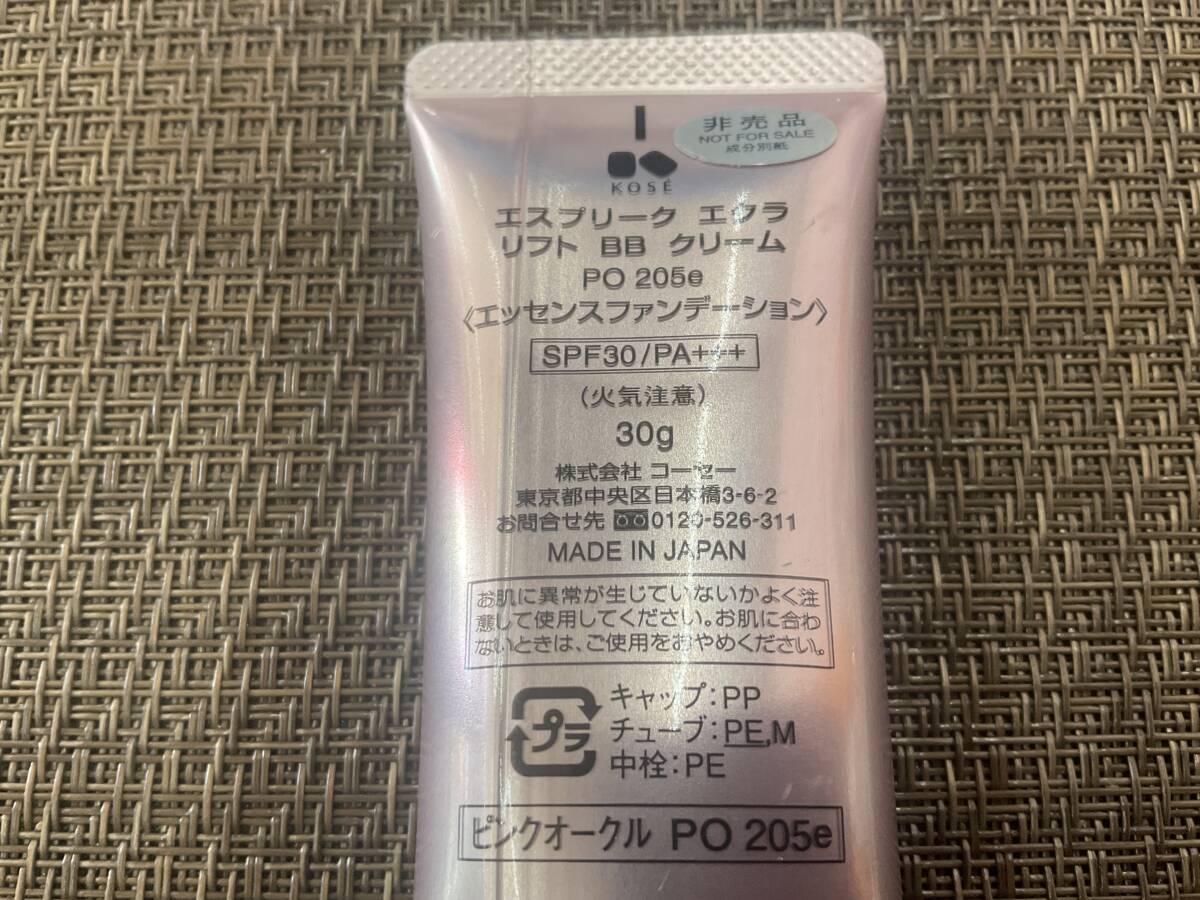 非売品
NOT FOR SALE
成分別紙
KOSÉ
エスプリーク エクラ
リフト BB クリーム
PO 205e
《エッセンスファンデーション》
SPF30/PA+++
(火気注意)
30g
株式会社 コーセー
東京都中央区日本橋3-6-2
お問合せ先 0120-526-311
MADE IN JAPAN
お肌に異常が生じていないかよく注
意して使用してください。お肌に合わ
ないときは、ご使用をおやめください。
プラ
キャップ:PP
チューブ:PE,M
中栓:PE
ピンクオークル PO 205e